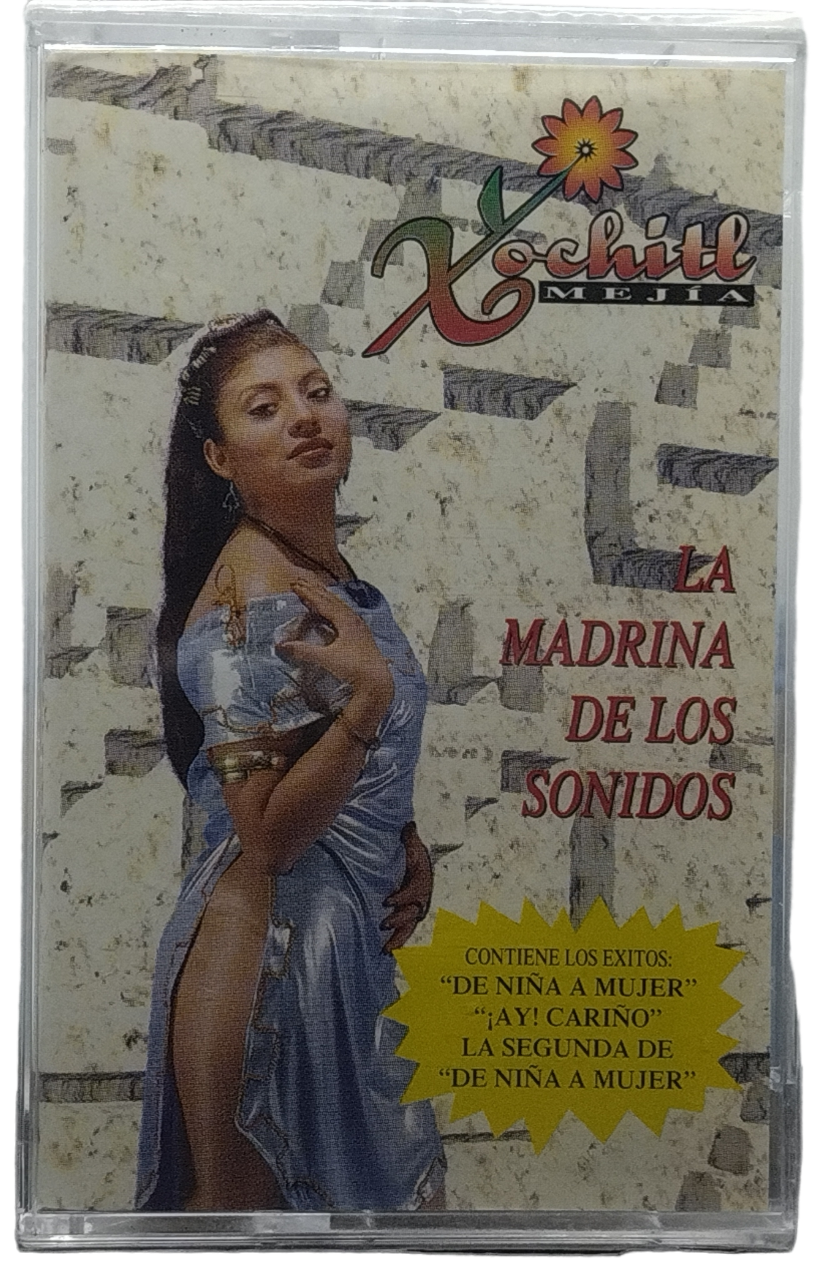 Xochitl
MEJÍA
LA
MADRINA
DE LOS
SONIDOS
CONTIENE LOS EXITOS:
“DE NIÑA A MUJER”
“¡AY! CARIÑO”
LA SEGUNDA DE
“DE NIÑA A MUJER”